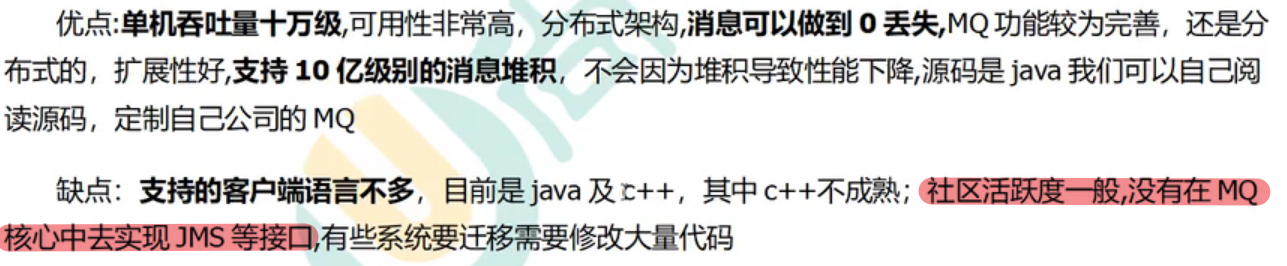 优点:单机吞吐量十万级,可用性非常高，分布式架构,消息可以做到 0 丢失,MQ 功能较为完善，还是分
布式的，扩展性好,支持 10 亿级别的消息堆积，不会因为堆积导致性能下降,源码是 java 我们可以自己阅
读源码，定制自己公司的 MQ
缺点：支持的客户端语言不多，目前是 java 及 c++，其中 c++不成熟；社区活跃度一般,没有在 MQ
核心中去实现 JMS 等接口,有些系统要迁移需要修改大量代码